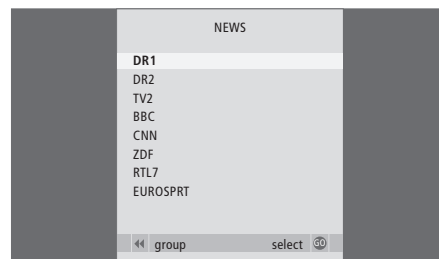 NEWS
DR1
DR2
TV2
BBC
CNN
ZDF
RTL7
EUROSPRT
group select GO